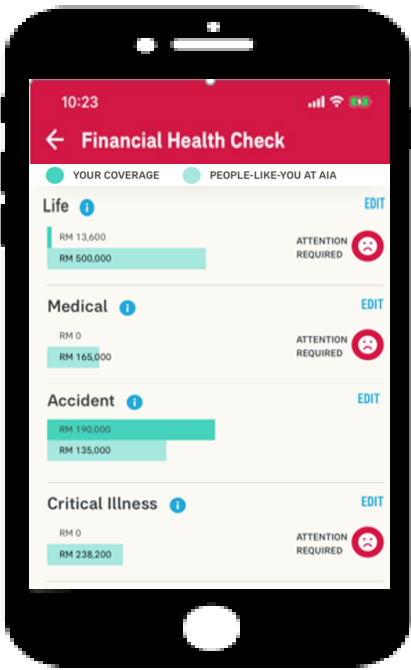 10:23
Financial Health Check
YOUR COVERAGE PEOPLE-LIKE-YOU AT AIA
Life EDIT
RM 13,600
RM 500,000
ATTENTION
REQUIRED
Medical EDIT
RM 0
RM 165,000
ATTENTION
REQUIRED
Accident EDIT
RM 190,000
RM 135,000
Critical Illness EDIT
RM 0
RM 238,200
ATTENTION
REQUIRED